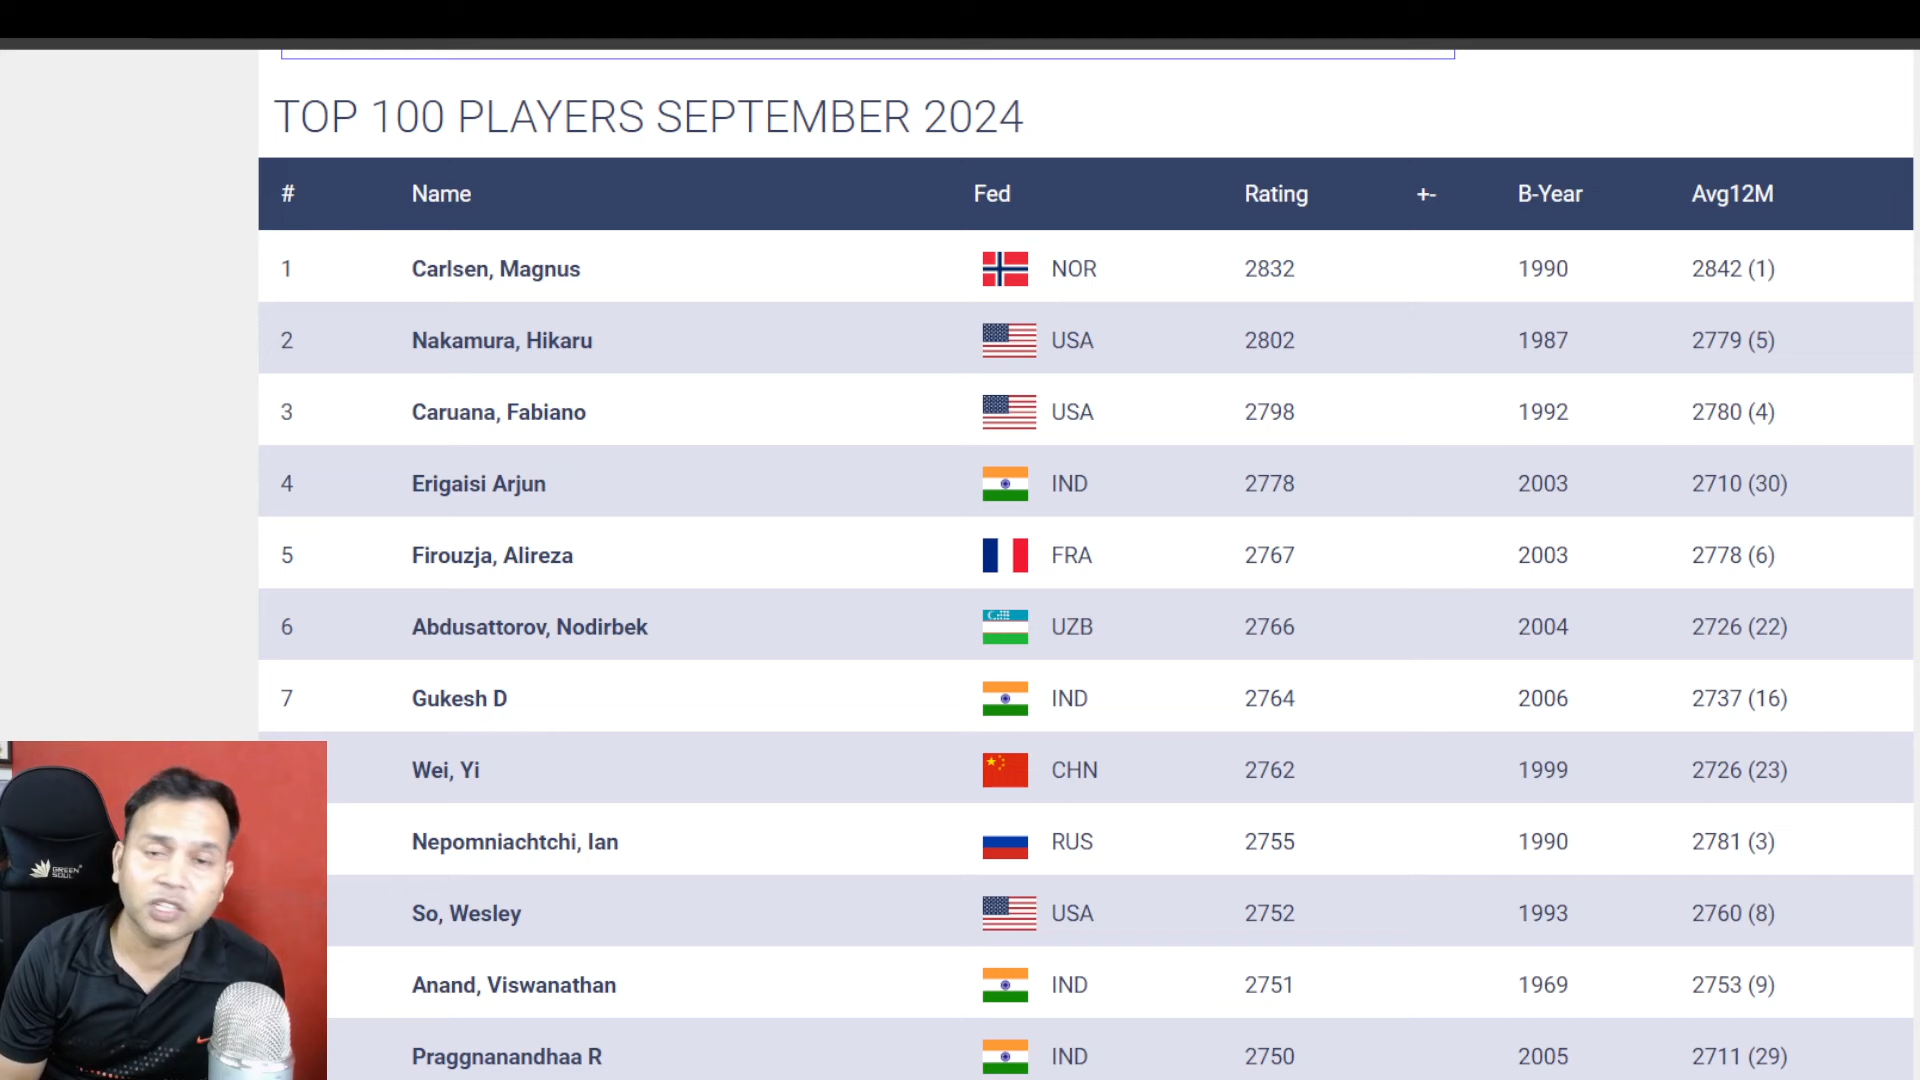 TOP 100 PLAYERS SEPTEMBER 2024
# Name Fed Rating +- B-Year Avg12M
1 Carlsen, Magnus NOR 2832 1990 2842 (1)
2 Nakamura, Hikaru USA 2802 1987 2779 (5)
3 Caruana, Fabiano USA 2798 1992 2780 (4)
4 Erigaisi Arjun IND 2778 2003 2710 (30)
5 Firouzja, Alireza FRA 2767 2003 2778 (6)
6 Abdusattorov, Nodirbek UZB 2766 2004 2726 (22)
7 Gukesh D IND 2764 2006 2737 (16)
Wei, Yi CHN 2762 1999 2726 (23)
Nepomniachtchi, Ian RUS 2755 1990 2781 (3)
So, Wesley USA 2752 1993 2760 (8)
Anand, Viswanathan IND 2751 1969 2753 (9)
Praggnanandhaa R IND 2750 2005 2711 (29)
GREEN
SOUL